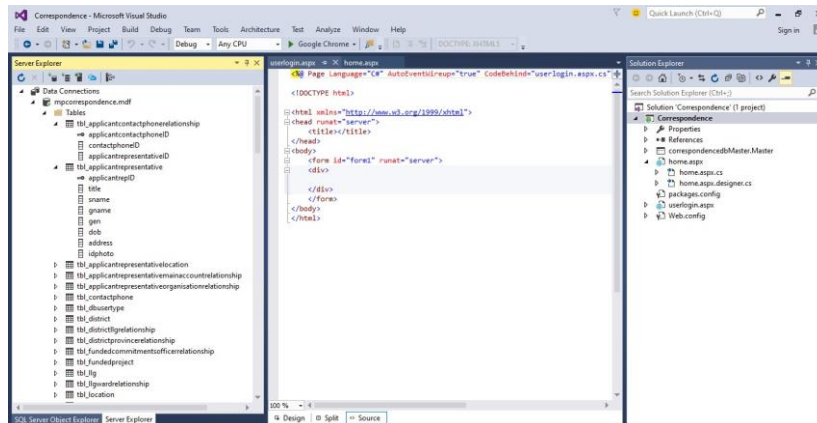 Correspondence - Microsoft Visual Studio
Quick Launch (Ctrl+Q)
File Edit View Project Build Debug Team Tools Architecture Test Analyze Window Help
Sign in
Debug Any CPU Google Chrome DOCTYPE: XHTML5
Server Explorer
Data Connections
mpcorrespondence.mdf
Tables
tbl_applicantcontactphonerelationship
applicantcontactphoneID
contactphoneID
applicantrepresentativeID
tbl_applicantrepresentative
applicantrepID
title
sname
gname
gen
dob
address
idphoto
tbl_applicantrepresentativelocation
tbl_applicantrepresentativemainaccountrelationship
tbl_applicantrepresentativeorganisationrelationship
tbl_contactphone
tbl_dbusertype
tbl_district
tbl_districtllgrelationship
tbl_districtprovincerelationship
tbl_fundedcommitmentsofficerrelationship
tbl_fundedproject
tbl_llg
tbl_llgwardrelationship
tbl_location
SQL Server Object Explorer Server Explorer
userlogin.aspx home.aspx
<%@ Page Language="C#" AutoEventWireup="true" CodeBehind="userlogin.aspx.cs"
<!DOCTYPE html>
<html xmlns="http://www.w3.org/1999/xhtml">
<head runat="server">
<title></title>
</head>
<body>
<form id="form1" runat="server">
<div>
</div>
</form>
</body>
</html>
100 %
Design Split Source
Solution Explorer
Search Solution Explorer (Ctrl+;)
Solution 'Correspondence' (1 project)
Correspondence
Properties
References
correspondencedbMaster.Master
home.aspx
home.aspx.cs
home.aspx.designer.cs
packages.config
userlogin.aspx
Web.config